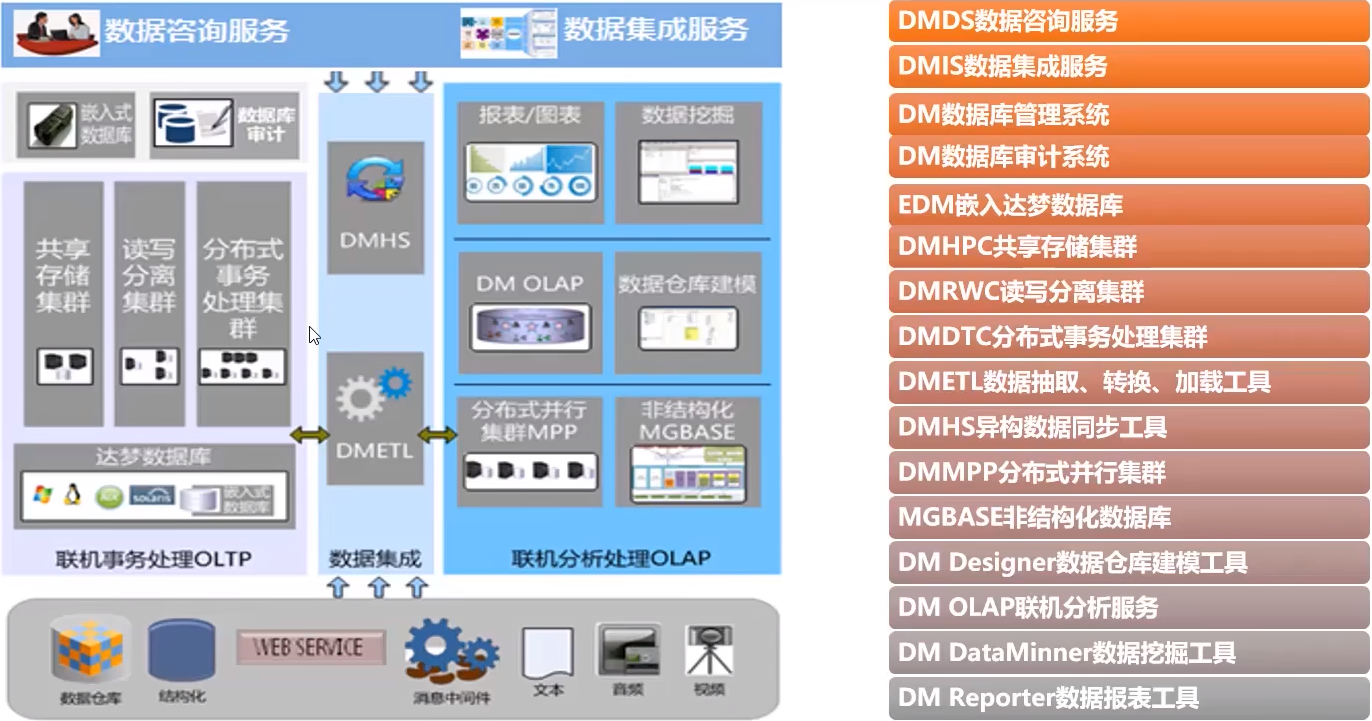 数据咨询服务
数据集成服务
嵌入式
数据库
数据库
审计
共享
存储
集群
读写
分离
集群
分布式
事务
处理集
群
达梦数据库
AIX
solaris
嵌入式
数据库
联机事务处理OLTP
DMHS
DMETL
数据集成
报表/图表
数据挖掘
DM OLAP
数据仓库建模
分布式并行
集群MPP
非结构化
MGBASE
联机分析处理OLAP
数据仓库
结构化
WEB SERVICE
消息中间件
文本
音频
视频
DMDS数据咨询服务
DMIS数据集成服务
DM数据库管理系统
DM数据库审计系统
EDM嵌入达梦数据库
DMHPC共享存储集群
DMRWC读写分离集群
DMDTC分布式事务处理集群
DMETL数据抽取、转换、加载工具
DMHS异构数据同步工具
DMMPP分布式并行集群
MGBASE非结构化数据库
DM Designer数据仓库建模工具
DM OLAP联机分析服务
DM DataMinner数据挖掘工具
DM Reporter数据报表工具